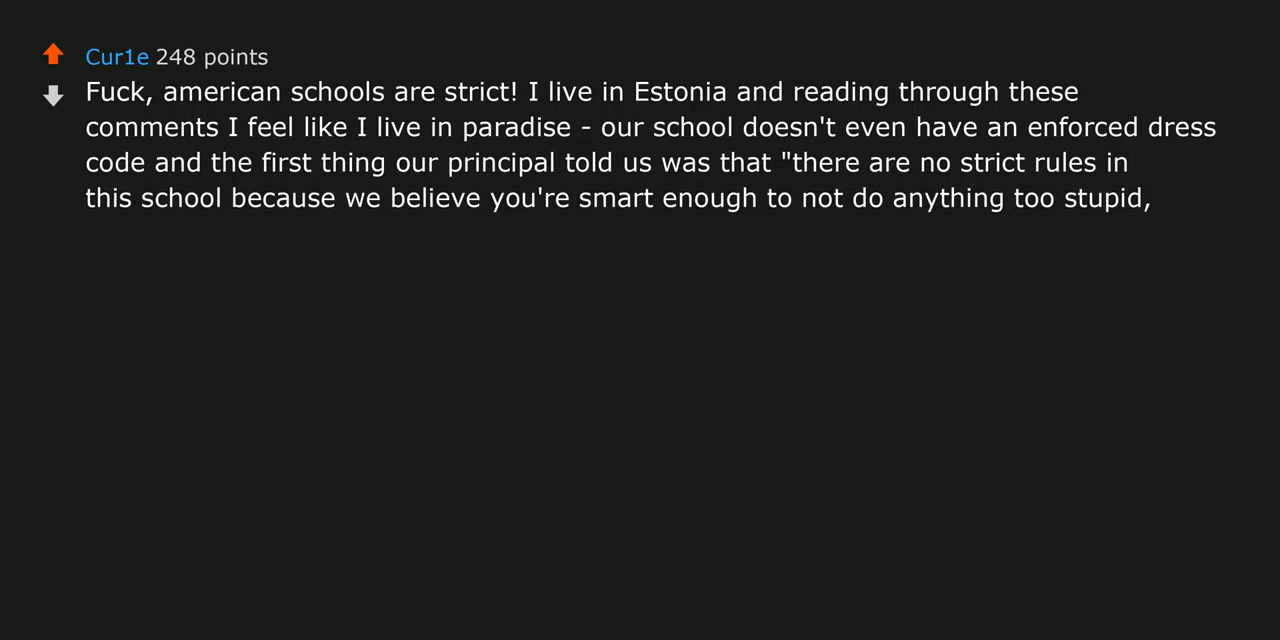 Cur1e 248 points
Fuck, american schools are strict! I live in Estonia and reading through these
comments I feel like I live in paradise - our school doesn't even have an enforced dress
code and the first thing our principal told us was that "there are no strict rules in
this school because we believe you're smart enough to not do anything too stupid,